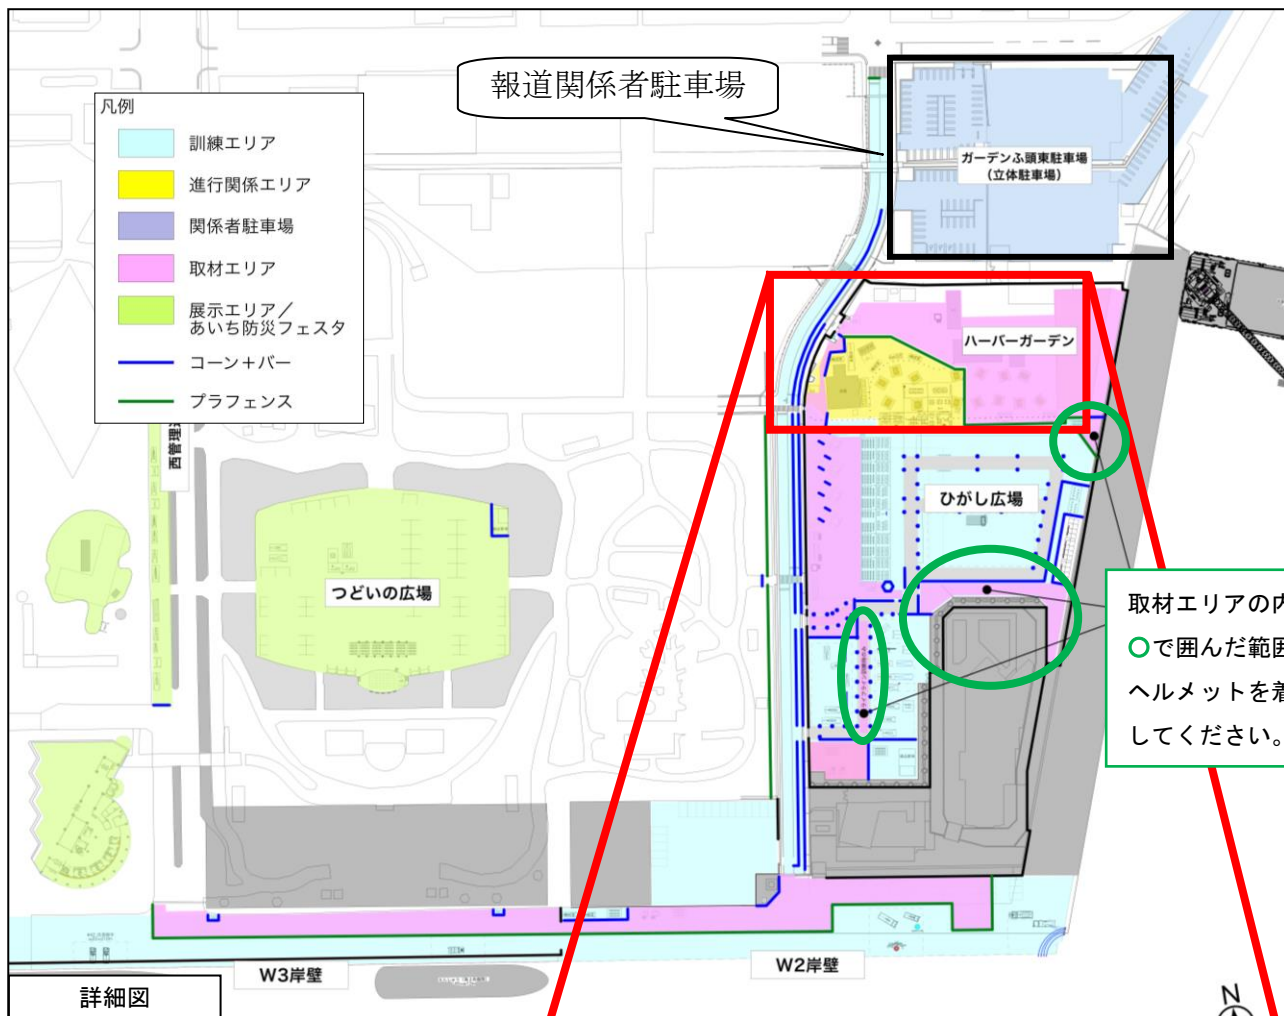 報道関係者駐車場
凡例
訓練エリア
進行関係エリア
関係者駐車場
取材エリア
展示エリア/
あいち防災フェスタ
コーン+バー
プラフェンス
ガーデンふ頭東駐車場
(立体駐車場)
ハーバーガーデン
西管理
ひがし広場
つどいの広場
取材エリアの内
○で囲んだ範囲
ヘルメットを着
してください。
W3岸壁
W2岸壁
詳細図
N